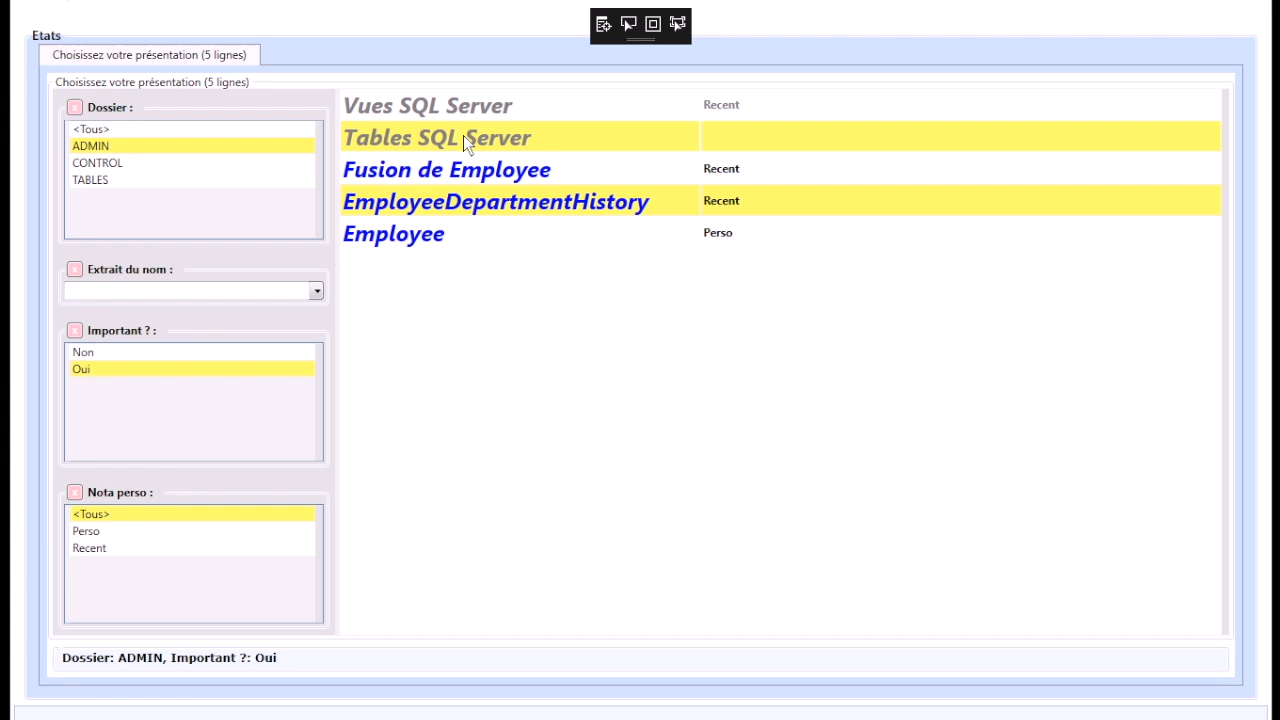 Etats
Choisissez votre présentation (5 lignes)
Choisissez votre présentation (5 lignes)
Dossier :
<Tous>
ADMIN
CONTROL
TABLES
Extrait du nom :
Important ? :
Non
Oui
Nota perso :
<Tous>
Perso
Recent
Vues SQL Server Recent
Tables SQL Server
Fusion de Employee Recent
EmployeeDepartmentHistory Recent
Employee Perso
Dossier: ADMIN, Important ?: Oui